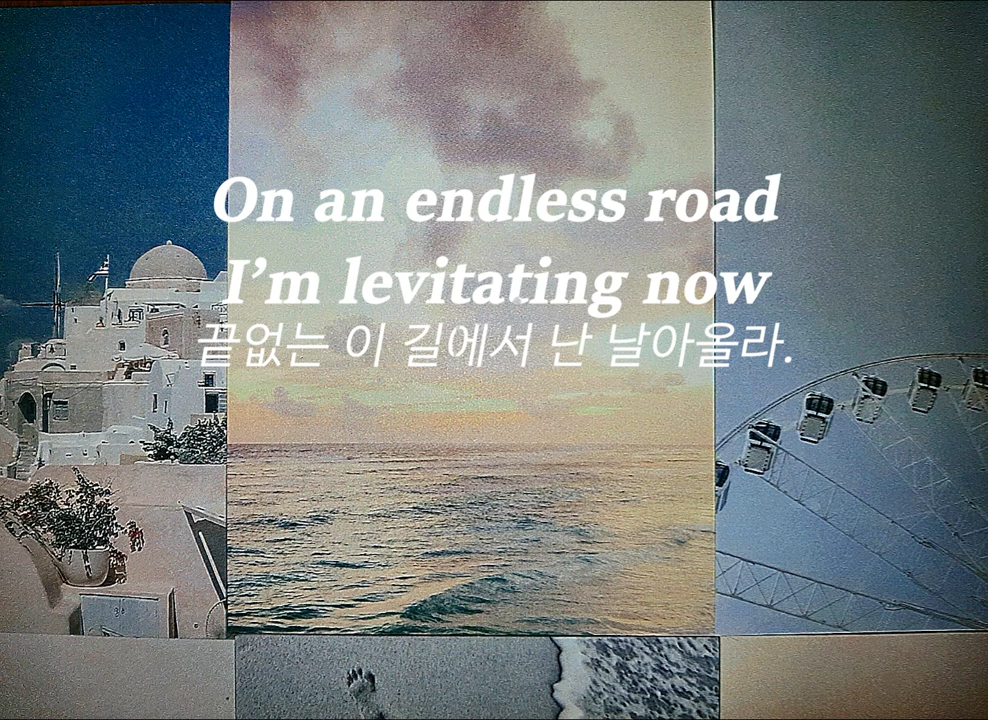 On an endless road
I’m levitating now
끝없는 이 길에서 난 날아올라.